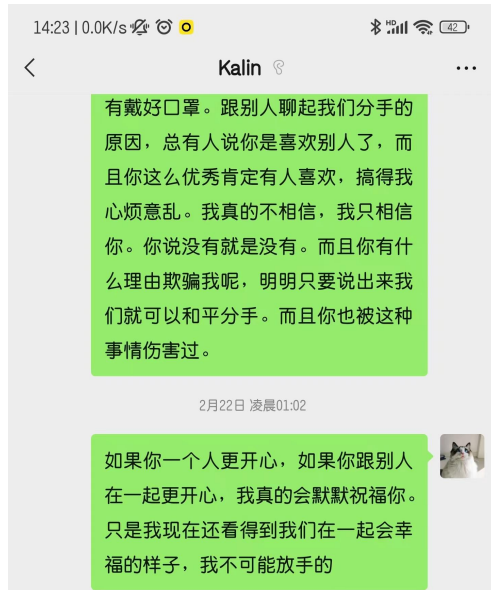 14:23 | 0.0K/s
HD
42
Kalin
有戴好口罩。跟别人聊起我们分手的
原因，总有人说你是喜欢别人了，而
且你这么优秀肯定有人喜欢，搞得我
心烦意乱。我真的不相信，我只相信
你。你说没有就是没有。而且你有什
么理由欺骗我呢，明明只要说出来我
们就可以和平分手。而且你也被这种
事情伤害过。
2月22日 凌晨01:02
如果你一个人更开心，如果你跟别人
在一起更开心，我真的会默默祝福你。
只是我现在还看得到我们在一起会幸
福的样子，我不可能放手的